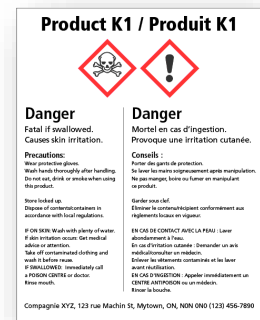 Product K1 / Produit K1
Danger
Fatal if swallowed.
Causes skin irritation.
Precautions:
Wear protective gloves.
Wash hands thoroughly after handling.
Do not eat, drink or smoke when using
this product.
Store locked up.
Dispose of contents/containers in
accordance with local regulations.
IF ON SKIN: Wash with plenty of water.
If skin irritation occurs: Get medical
advice or attention.
Take off contaminated clothing and
wash it before reuse.
IF SWALLOWED: Immediately call
a POISON CENTRE or doctor.
Rinse mouth.
Danger
Mortel en cas d'ingestion.
Provoque une irritation cutanée.
Conseils :
Porter des gants de protection.
Se laver les mains soigneusement après manipulation.
Ne pas manger, boire ou fumer en manipulant
ce produit.
Garder sous clef.
Éliminer le contenu/récipient conformément aux
règlements locaux en vigueur.
EN CAS DE CONTACT AVEC LA PEAU : Laver
abondamment à l'eau.
En cas d'irritation cutanée : Demander un avis
médical/consulter un médecin.
Enlever les vêtements contaminés et les laver
avant réutilisation.
EN CAS D'INGESTION : Appeler immédiatement un
CENTRE ANTIPOISON ou un médecin.
Rincer la bouche.
Compagnie XYZ, 123 rue Machin St, Mytown, ON, N0N 0N0 (123) 456-7890